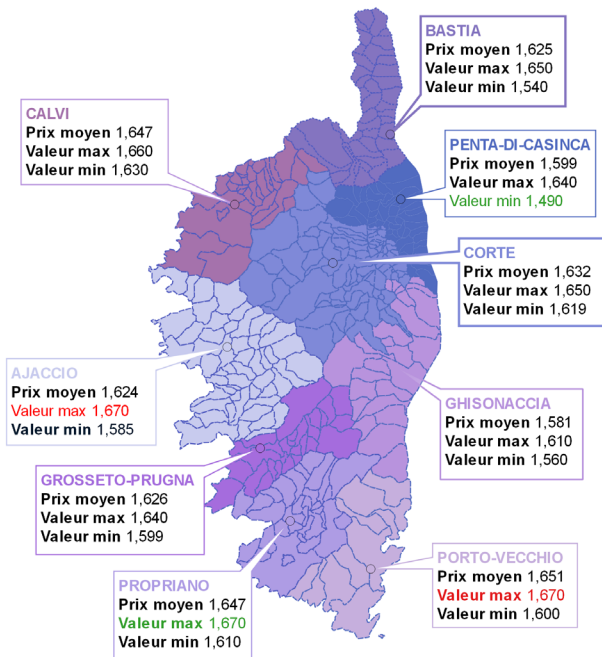 BASTIA
Prix moyen 1,625
Valeur max 1,650
Valeur min 1,540
CALVI
Prix moyen 1,647
Valeur max 1,660
Valeur min 1,630
PENTA-DI-CASINCA
Prix moyen 1,599
Valeur max 1,640
Valeur min 1,490
CORTE
Prix moyen 1,632
Valeur max 1,650
Valeur min 1,619
AJACCIO
Prix moyen 1,624
Valeur max 1,670
Valeur min 1,585
GHISONACCIA
Prix moyen 1,581
Valeur max 1,610
Valeur min 1,560
GROSSETO-PRUGNA
Prix moyen 1,626
Valeur max 1,640
Valeur min 1,599
PORTO-VECCHIO
Prix moyen 1,651
Valeur max 1,670
Valeur min 1,600
PROPRIANO
Prix moyen 1,647
Valeur max 1,670
Valeur min 1,610